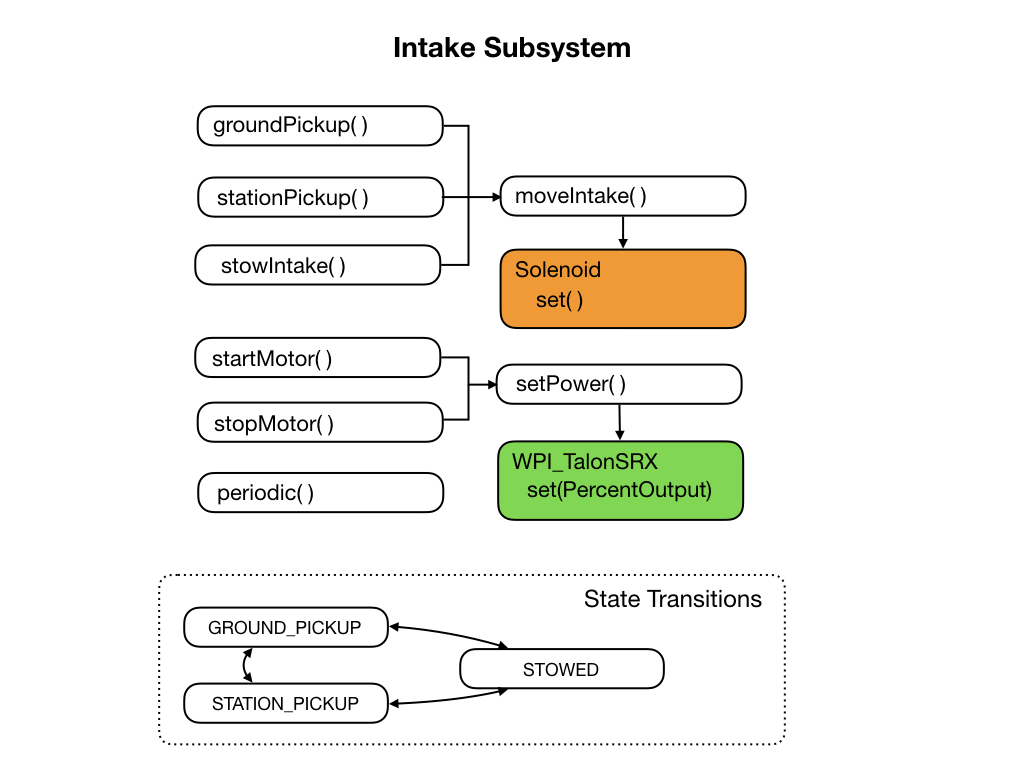 Intake Subsystem
groundPickup( )
stationPickup( )
moveIntake( )
stowIntake( )
Solenoid
set( )
startMotor( )
setPower( )
stopMotor( )
WPI_TalonSRX
set(PercentOutput)
periodic( )
State Transitions
GROUND_PICKUP
STOWED
STATION_PICKUP